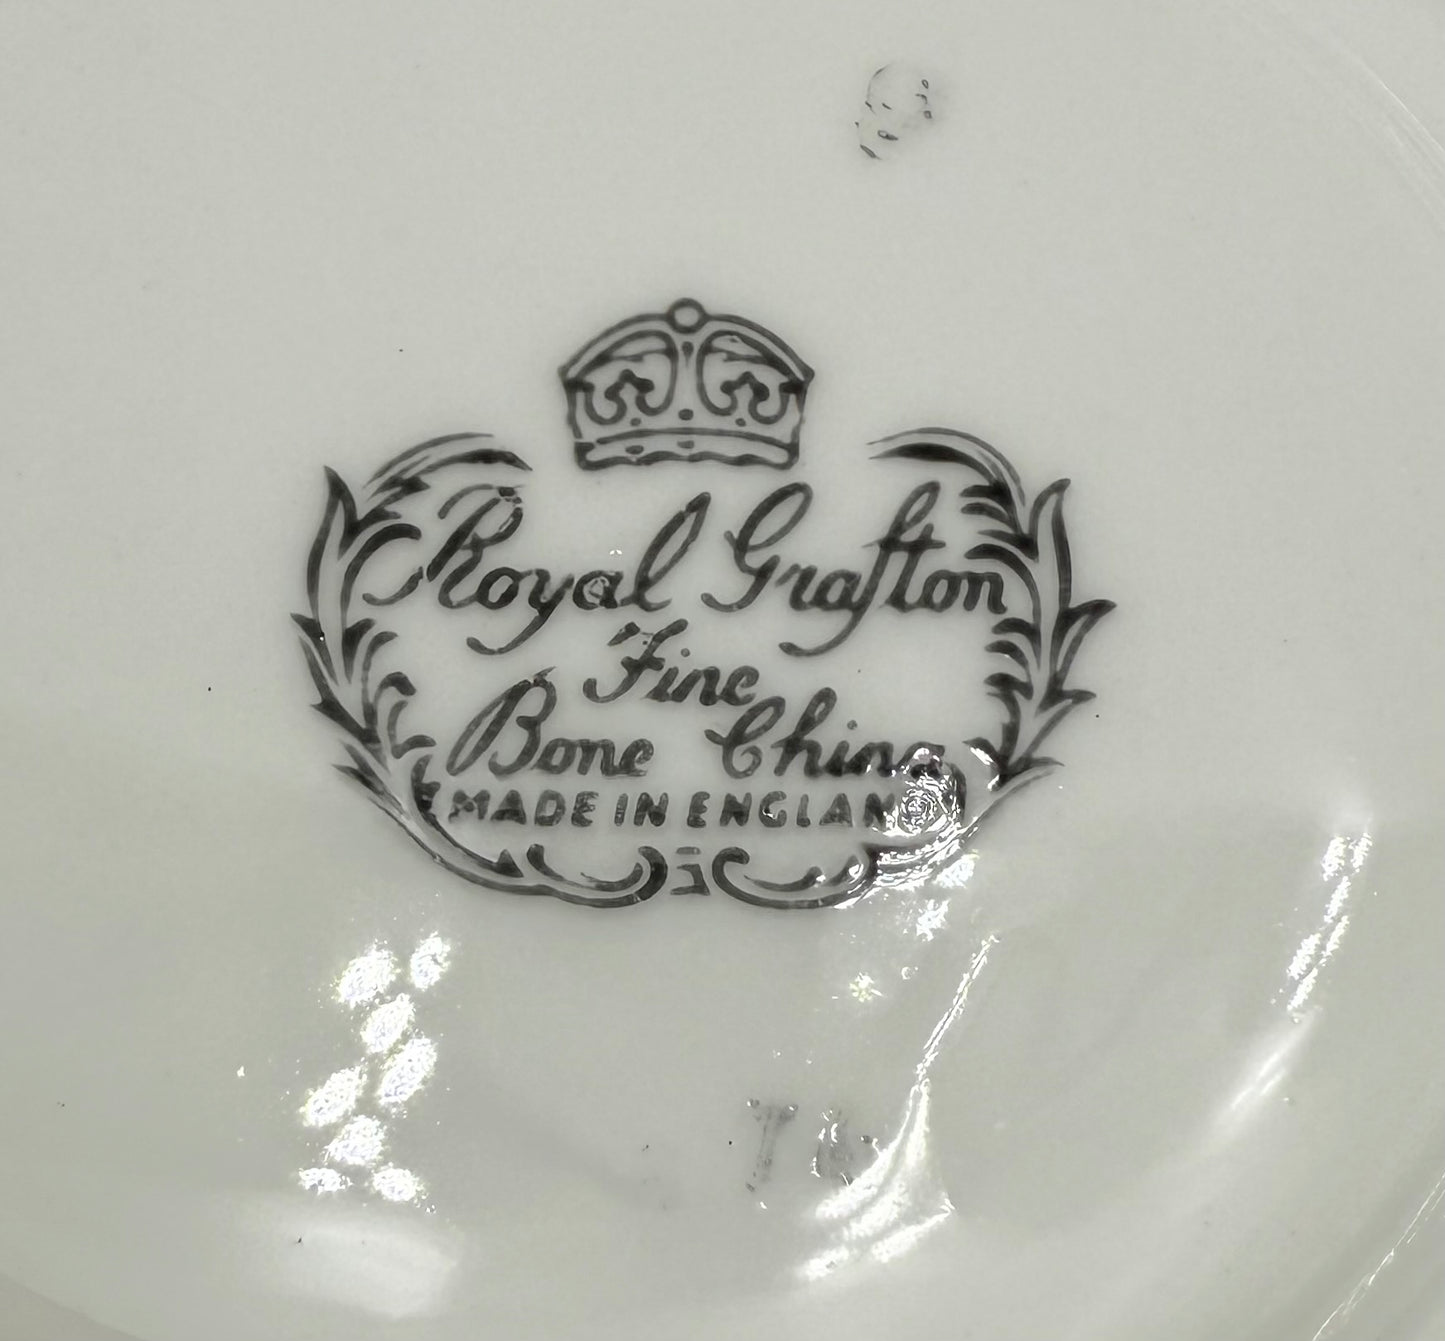 Royal Grafton
Fine
Bone China
MADE IN ENGLAND